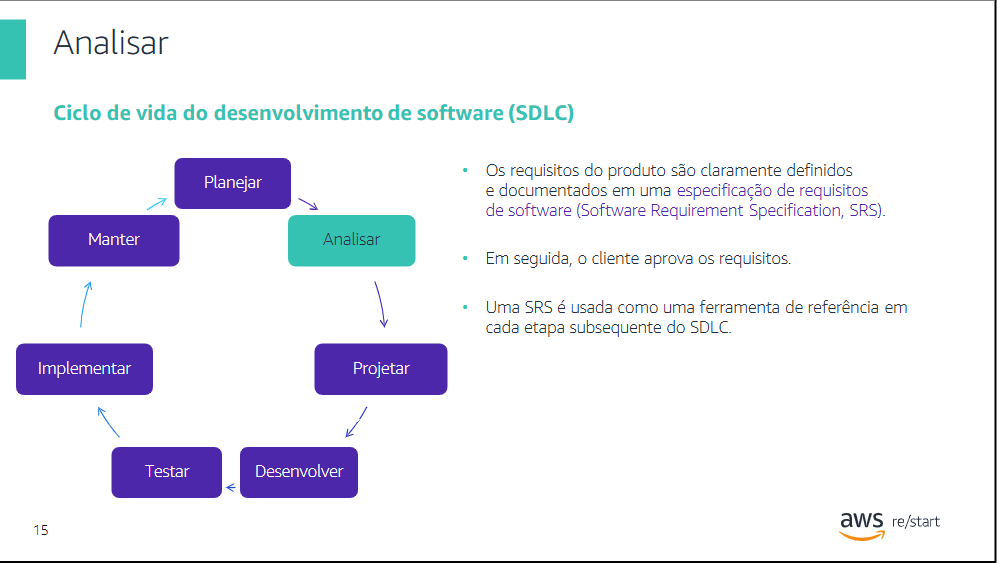 Analisar
Ciclo de vida do desenvolvimento de software (SDLC)
Planejar
Analisar
Manter
Implementar
Projetar
Testar
Desenvolver
• Os requisitos do produto são claramente definidos
e documentados em uma especificação de requisitos
de software (Software Requirement Specification, SRS).
• Em seguida, o cliente aprova os requisitos.
• Uma SRS é usada como uma ferramenta de referência em
cada etapa subsequente do SDLC.
15
aws re/start